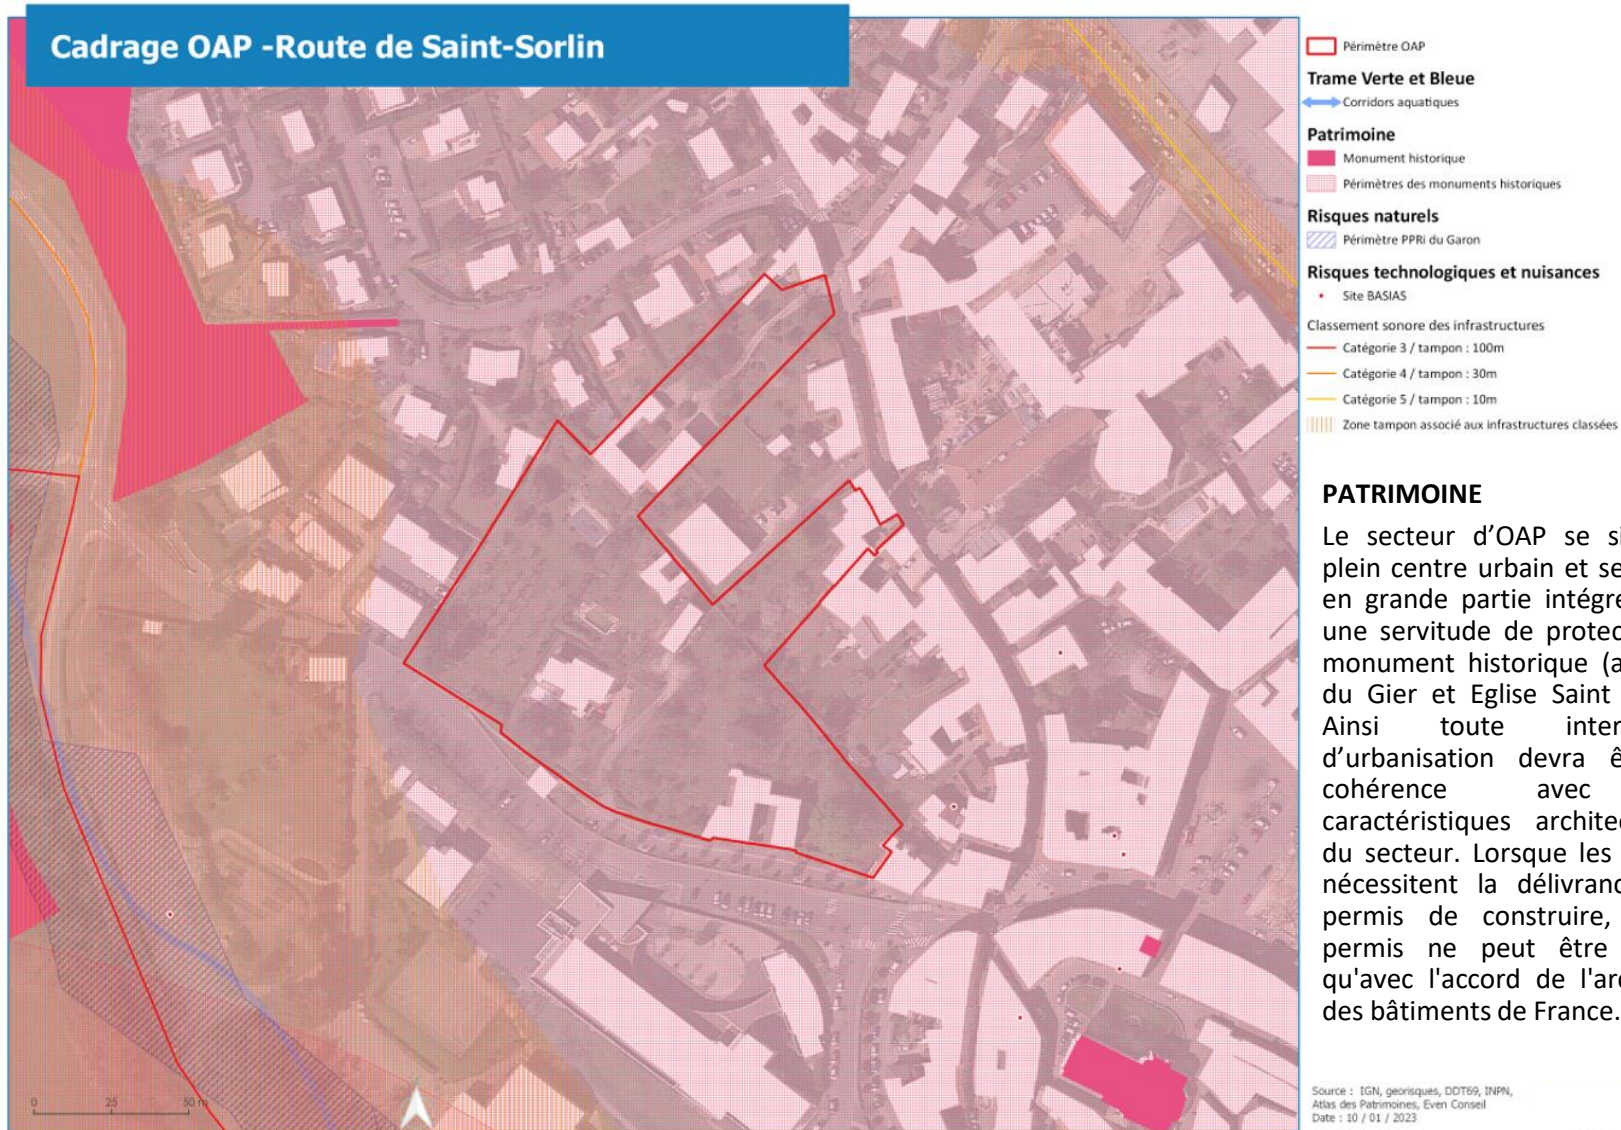 Cadrage OAP -Route de Saint-Sorlin
Périmètre OAP
Trame Verte et Bleue
Corridors aquatiques
Patrimoine
Monument historique
Périmètres des monuments historiques
Risques naturels
Périmètre PPRi du Garon
Risques technologiques et nuisances
Site BASIAS
Classement sonore des infrastructures
Catégorie 3 / tampon : 100m
Catégorie 4 / tampon : 30m
Catégorie 5 / tampon : 10m
Zone tampon associé aux infrastructures classées
PATRIMOINE
Le secteur d’OAP se si
plein centre urbain et se
en grande partie intégre
une servitude de protec
monument historique (a
du Gier et Eglise Saint
Ainsi toute inter
d’urbanisation devra ê
cohérence avec
caractéristiques archite
du secteur. Lorsque les
nécessitent la délivranc
permis de construire,
permis ne peut être
qu'avec l'accord de l'arc
des bâtiments de France.
Source : IGN, georisques, DDT69, INPN,
Atlas des Patrimoines, Even Conseil
Date : 10 / 01 / 2023
0 25 50 m